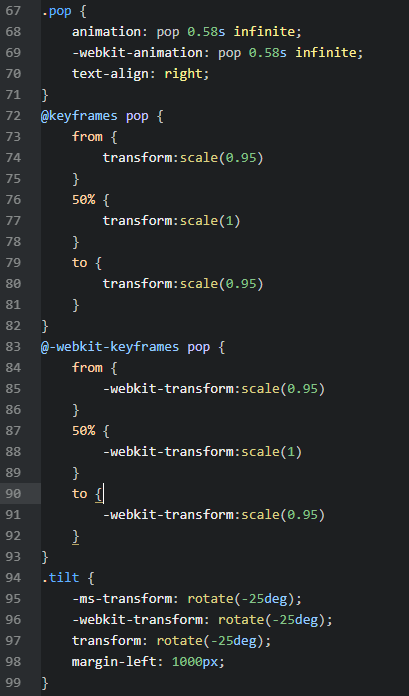 67 .pop {
68     animation: pop 0.58s infinite;
69     -webkit-animation: pop 0.58s infinite;
70     text-align: right;
71 }
72 @keyframes pop {
73     from {
74         transform:scale(0.95)
75     }
76     50% {
77         transform:scale(1)
78     }
79     to {
80         transform:scale(0.95)
81     }
82 }
83 @-webkit-keyframes pop {
84     from {
85         -webkit-transform:scale(0.95)
86     }
87     50% {
88         -webkit-transform:scale(1)
89     }
90     to {
91         -webkit-transform:scale(0.95)
92     }
93 }
94 .tilt {
95     -ms-transform: rotate(-25deg);
96     -webkit-transform: rotate(-25deg);
97     transform: rotate(-25deg);
98     margin-left: 1000px;
99 }